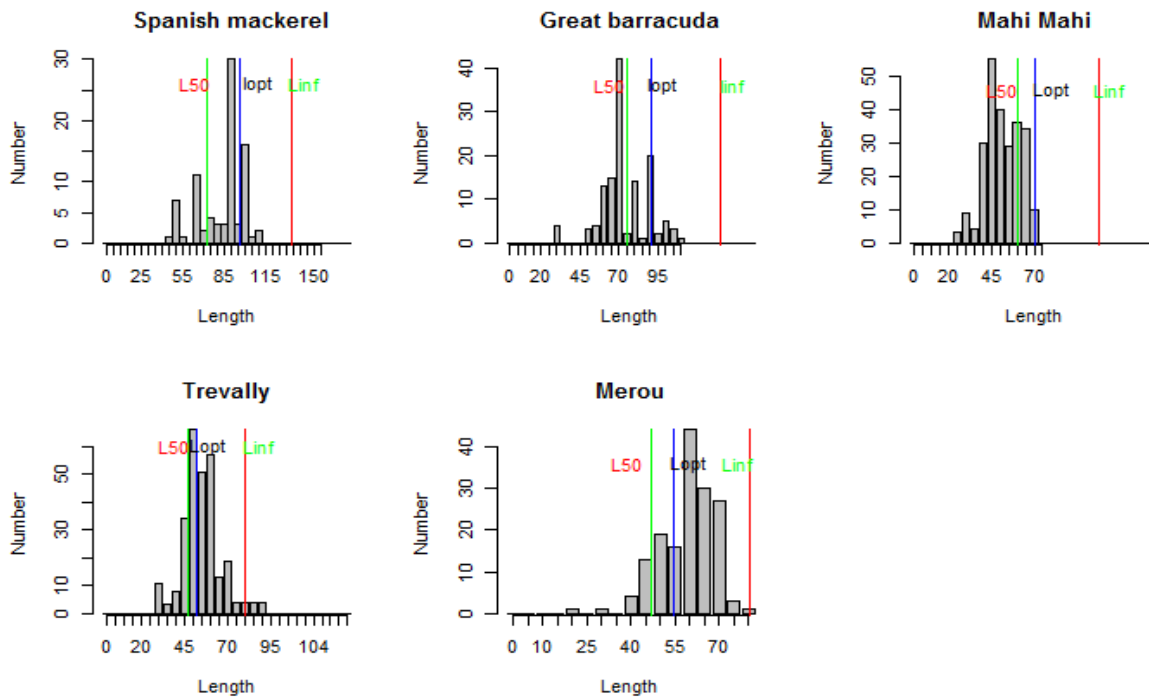 Spanish mackerel
Number
30
20
10
5
0
L50
lopt
Linf
0 25 55 85 115 150
Length
Great barracuda
Number
40
30
20
10
0
L50
lopt
linf
0 20 45 70 95
Length
Mahi Mahi
Number
50
40
30
20
10
0
L50
Lopt
Linf
0 20 45 70
Length
Trevally
Number
50
30
10
0
L50
Lopt
Linf
0 20 45 70 95 104
Length
Merou
Number
40
30
20
10
0
L50
Lopt
Linf
0 10 25 40 55 70
Length